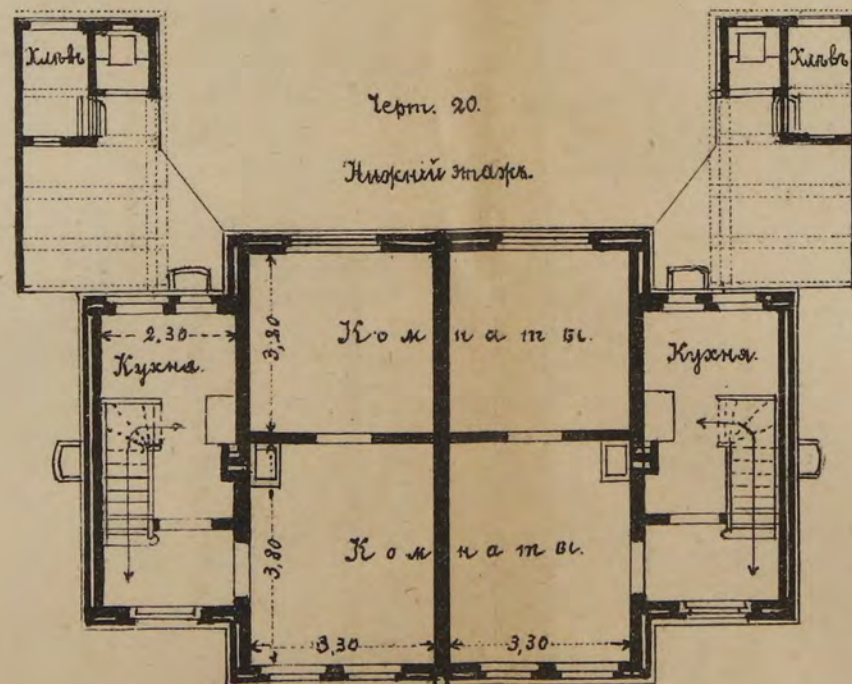 Хлѣвъ
Хлѣвъ
Черт. 20.
Нижній этажъ.
2.30
Кухня.
3,20
Комнаты.
Кухня.
3,80
Комнаты.
3,30
3,30